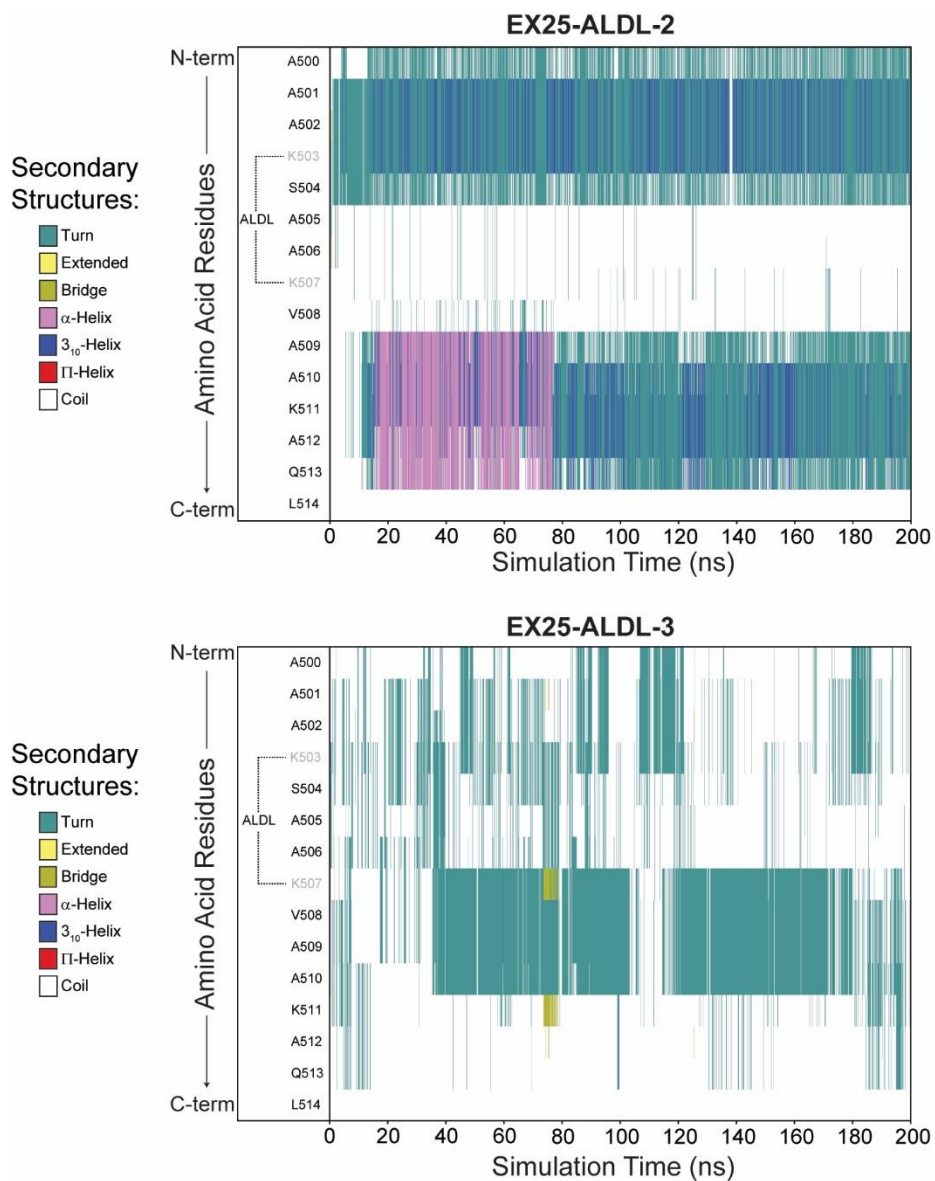 EX25-ALDL-2
N-term
A500
A501
A502
K503
S504
A505
A506
K507
V508
A509
A510
K511
A512
Q513
L514
C-term
ALDL
Amino Acid Residues
Secondary
Structures:
Turn
Extended
Bridge
α-Helix
3₁₀-Helix
Π-Helix
Coil
0 20 40 60 80 100 120 140 160 180 200
Simulation Time (ns)
EX25-ALDL-3
N-term
A500
A501
A502
K503
S504
A505
A506
K507
V508
A509
A510
K511
A512
Q513
L514
C-term
ALDL
Amino Acid Residues
Secondary
Structures:
Turn
Extended
Bridge
α-Helix
3₁₀-Helix
Π-Helix
Coil
0 20 40 60 80 100 120 140 160 180 200
Simulation Time (ns)